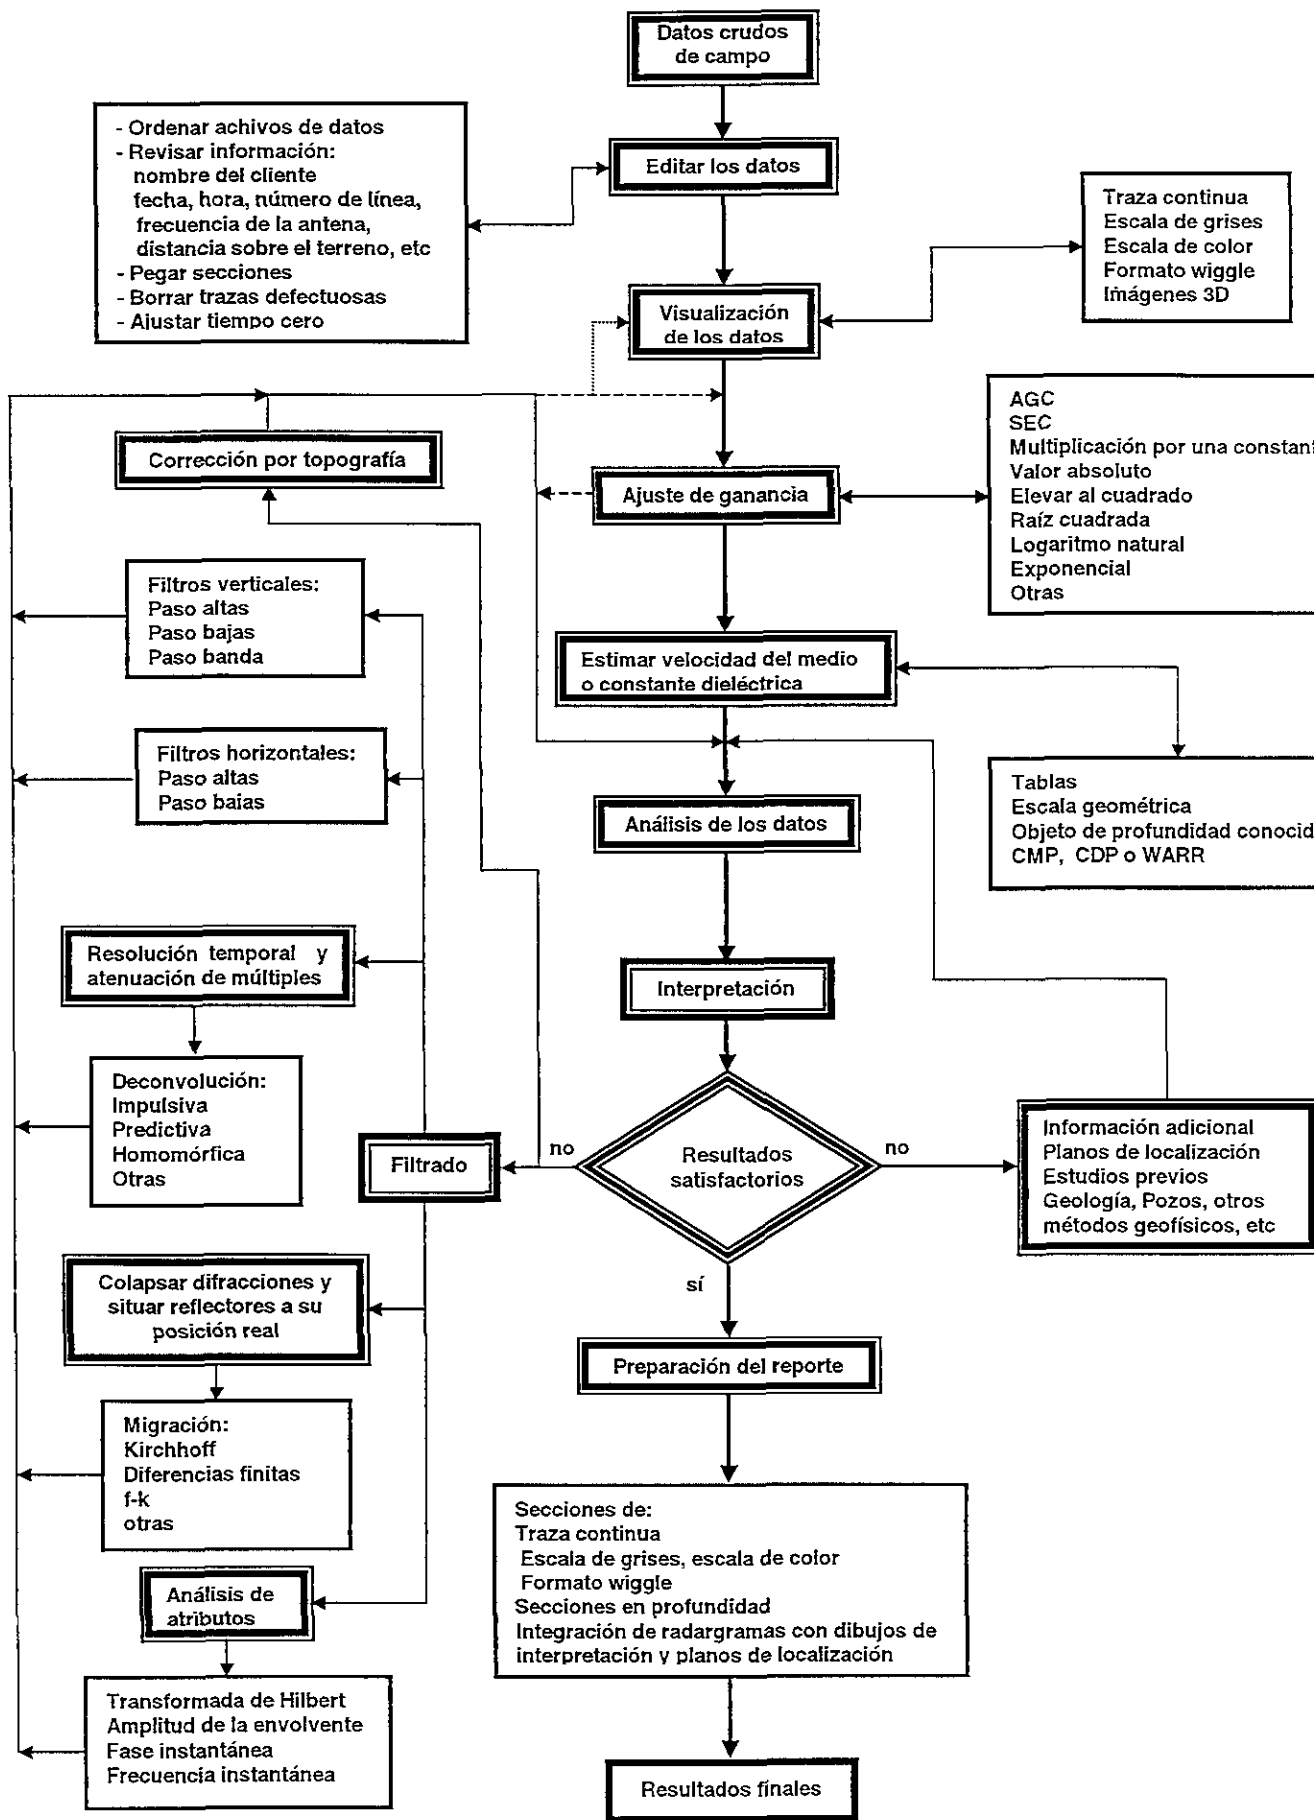 Datos crudos
de campo
- Ordenar achivos de datos
- Revisar información:
nombre del cliente
fecha, hora, número de línea,
frecuencia de la antena,
distancia sobre el terreno, etc
- Pegar secciones
- Borrar trazas defectuosas
- Ajustar tiempo cero
Editar los datos
Traza continua
Escala de grises
Escala de color
Formato wiggle
Imágenes 3D
Visualización
de los datos
AGC
SEC
Multiplicación por una constant
Valor absoluto
Elevar al cuadrado
Raíz cuadrada
Logaritmo natural
Exponencial
Otras
Corrección por topografía
Ajuste de ganancia
Filtros verticales:
Paso altas
Paso bajas
Paso banda
Estimar velocidad del medio
o constante dieléctrica
Filtros horizontales:
Paso altas
Paso bajas
Tablas
Escala geométrica
Objeto de profundidad conocid
CMP, CDP o WARR
Análisis de los datos
Resolución temporal y
atenuación de múltiples
Interpretación
Deconvolución:
Impulsiva
Predictiva
Homomórfica
Otras
Filtrado
no
Resultados
satisfactorios
no
Información adicional
Planos de localización
Estudios previos
Geología, Pozos, otros
métodos geofísicos, etc
Colapsar difracciones y
situar reflectores a su
posición real
sí
Preparación del reporte
Migración:
Kirchhoff
Diferencias finitas
f-k
otras
Secciones de:
Traza continua
Escala de grises, escala de color
Formato wiggle
Secciones en profundidad
Integración de radargramas con dibujos de
interpretación y planos de localización
Análisis de
atributos
Transformada de Hilbert
Amplitud de la envolvente
Fase instantánea
Frecuencia instantánea
Resultados finales